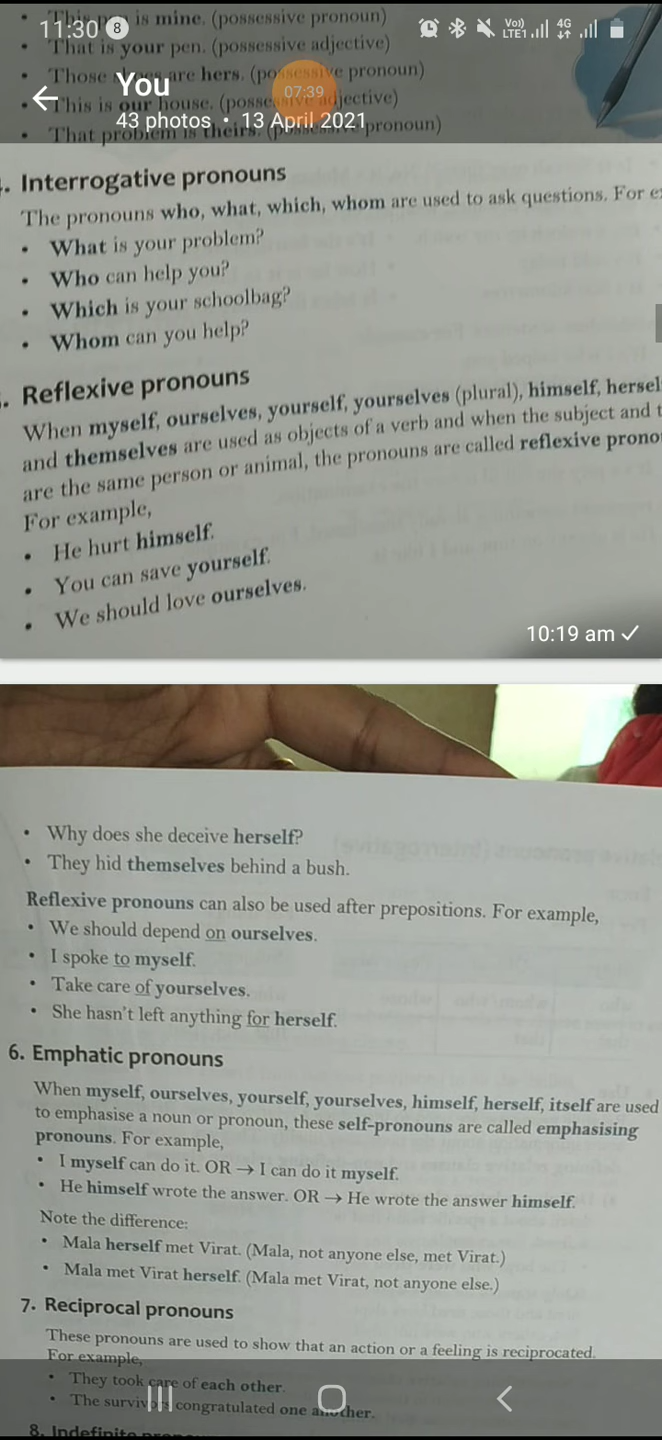 This pen is mine. (possessive pronoun)
11:30 8 Vo)) LTE1 4G
That is your pen. (possessive adjective)
Those are hers. (possessive pronoun)
You
07:39
This is our house. (possessive adjective)
43 photos • 13 April 2021
That problem is theirs. (possessive pronoun)
Interrogative pronouns
The pronouns who, what, which, whom are used to ask questions. For
• What is your problem?
• Who can help you?
• Which is your schoolbag?
• Whom can you help?
Reflexive pronouns
When myself, ourselves, yourself, yourselves (plural), himself, hersel
and themselves are used as objects of a verb and when the subject and
are the same person or animal, the pronouns are called reflexive prono
For example,
• He hurt himself.
• You can save yourself.
• We should love ourselves.
10:19 am
• Why does she deceive herself?
• They hid themselves behind a bush.
Reflexive pronouns can also be used after prepositions. For example,
• We should depend on ourselves.
• I spoke to myself.
• Take care of yourselves.
• She hasn't left anything for herself.
6. Emphatic pronouns
When myself, ourselves, yourself, yourselves, himself, herself, itself are used
to emphasise a noun or pronoun, these self-pronouns are called emphasising
pronouns. For example,
• I myself can do it. OR → I can do it myself.
• He himself wrote the answer. OR → He wrote the answer himself.
Note the difference:
• Mala herself met Virat. (Mala, not anyone else, met Virat.)
• Mala met Virat herself. (Mala met Virat, not anyone else.)
7. Reciprocal pronouns
These pronouns are used to show that an action or a feeling is reciprocated.
For example,
• They took care of each other.
• The survivors congratulated one another.
8. Indefinite